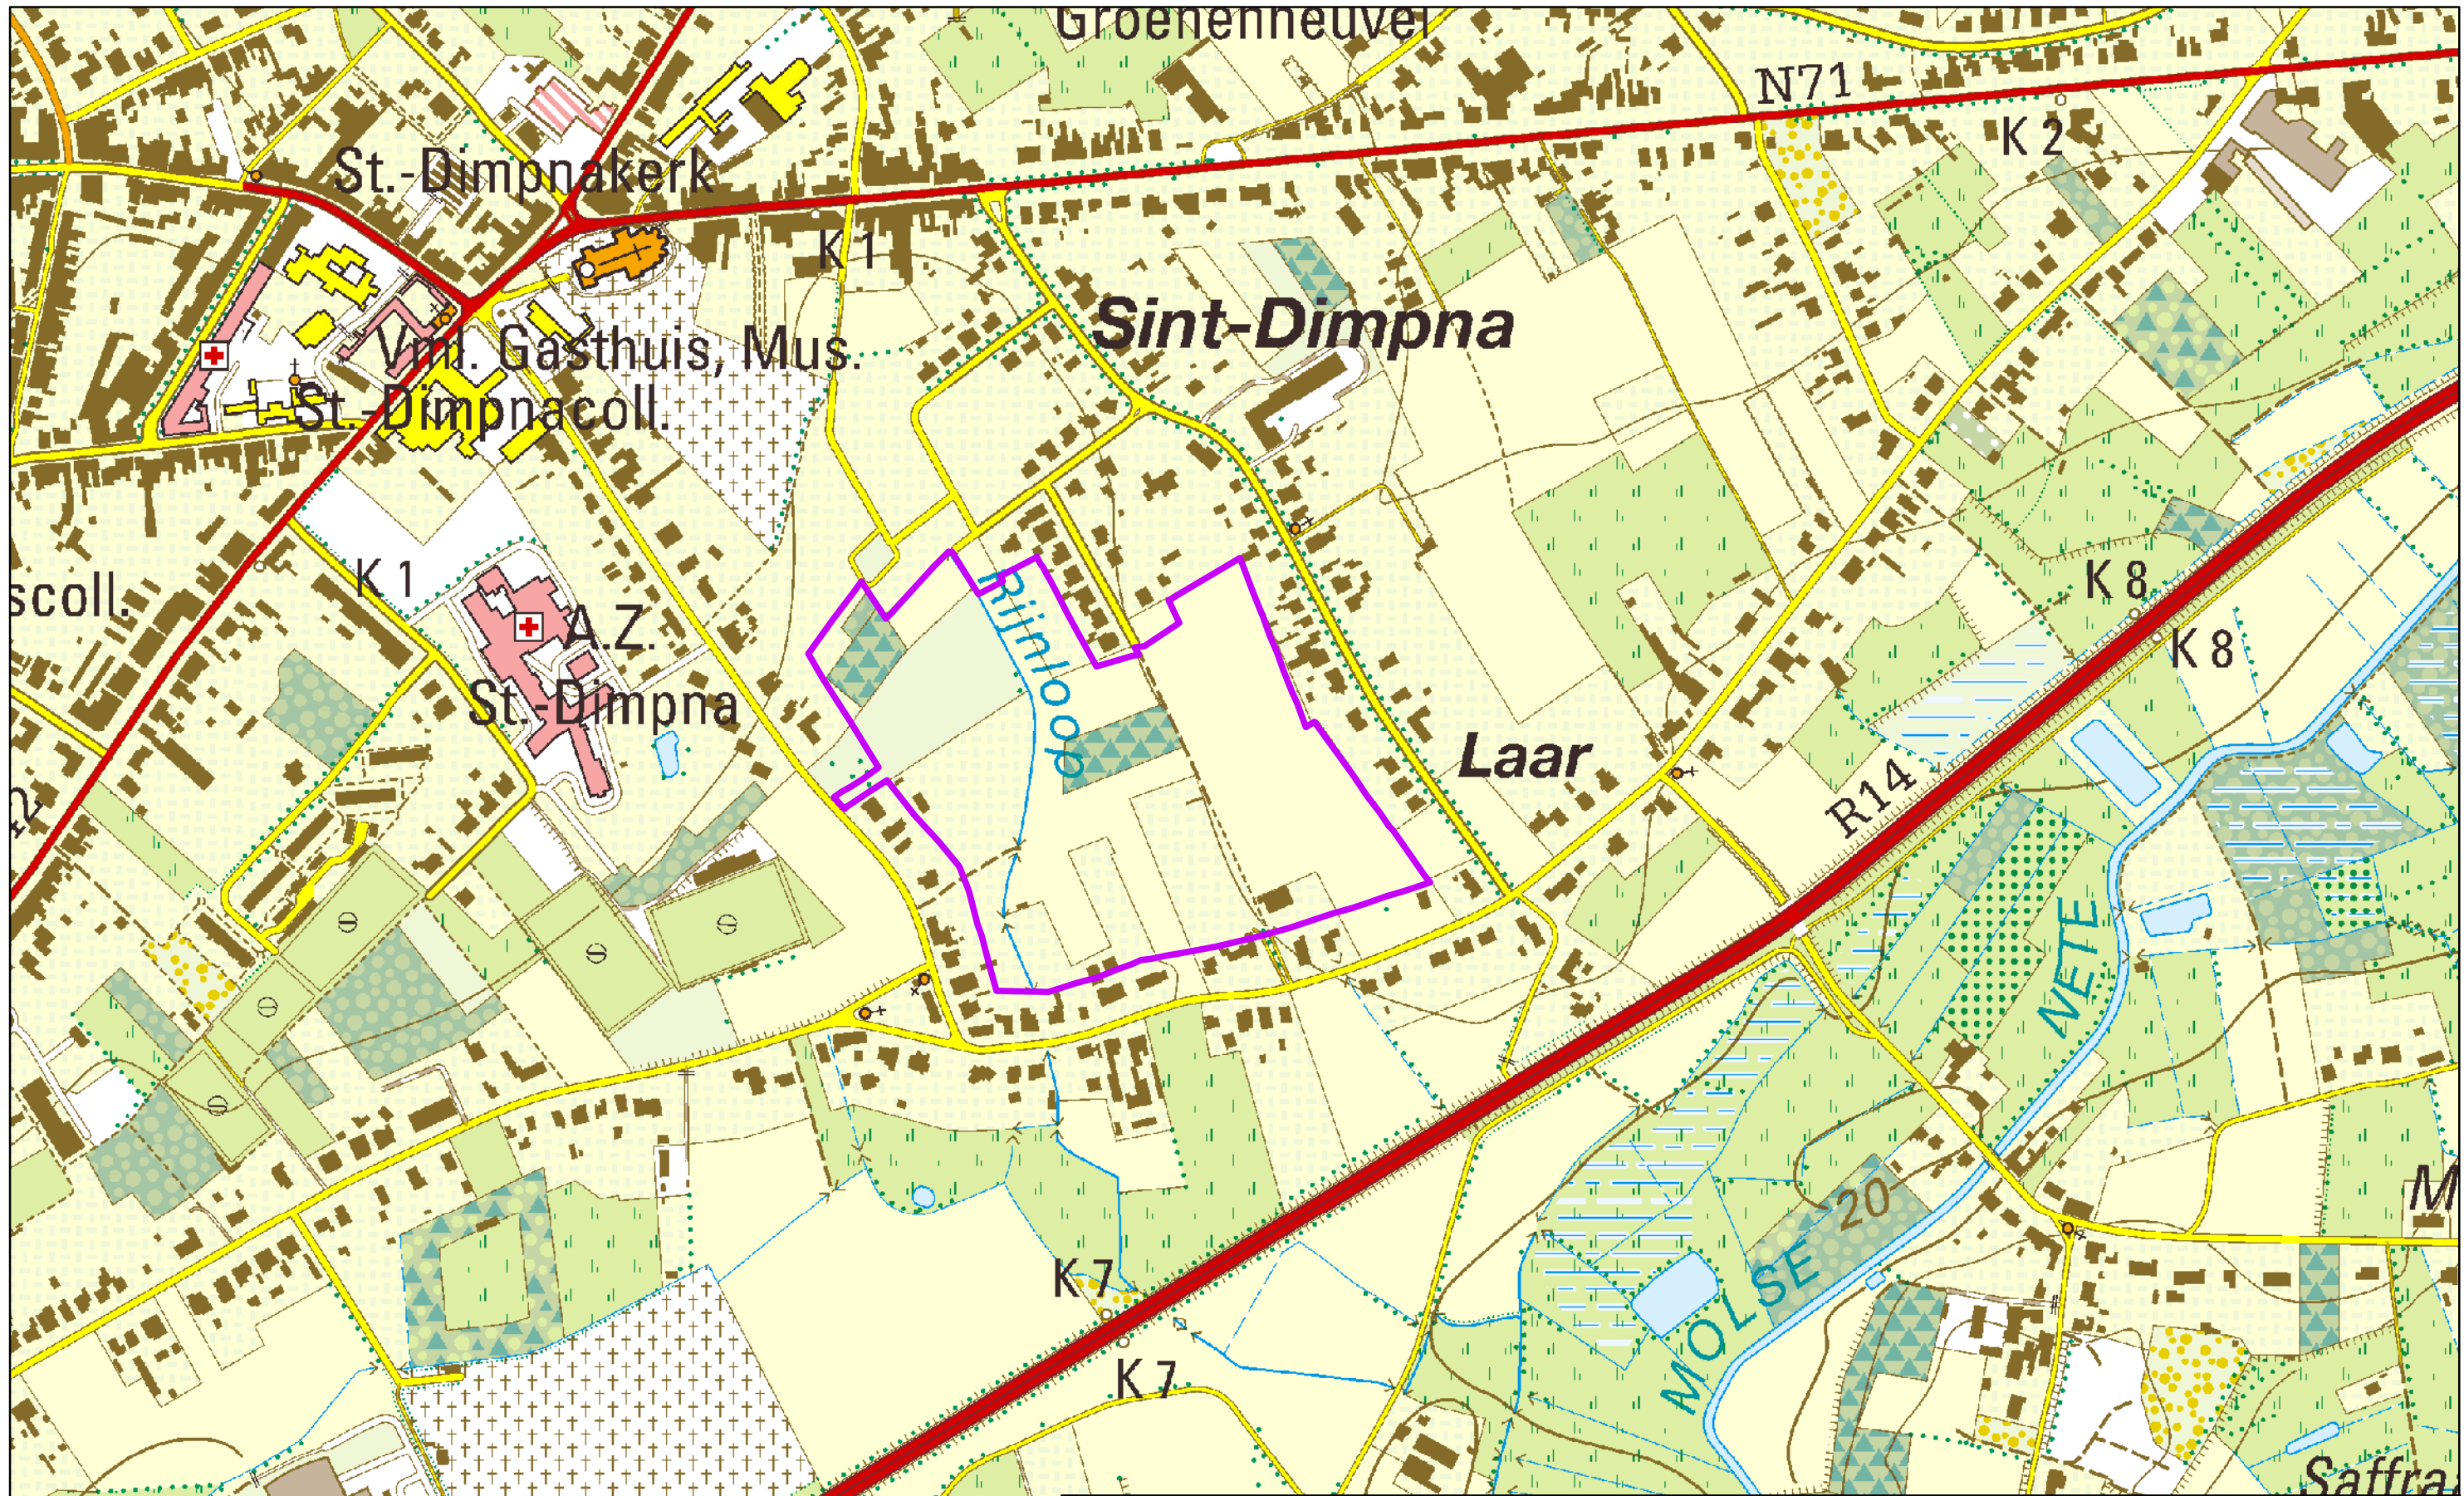 Groenenheuvel
N71
K 2
St.-Dimpnakerk
K 1
Sint-Dimpna
Vml. Gasthuis, Mus.
St.-Dimpnacoll.
scoll.
K 1
A.Z.
St.-Dimpna
Rijnloop
K 8
K 8
Laar
R14
42
NETE
MOLSE
20
M
K 7
K 7
Saffra